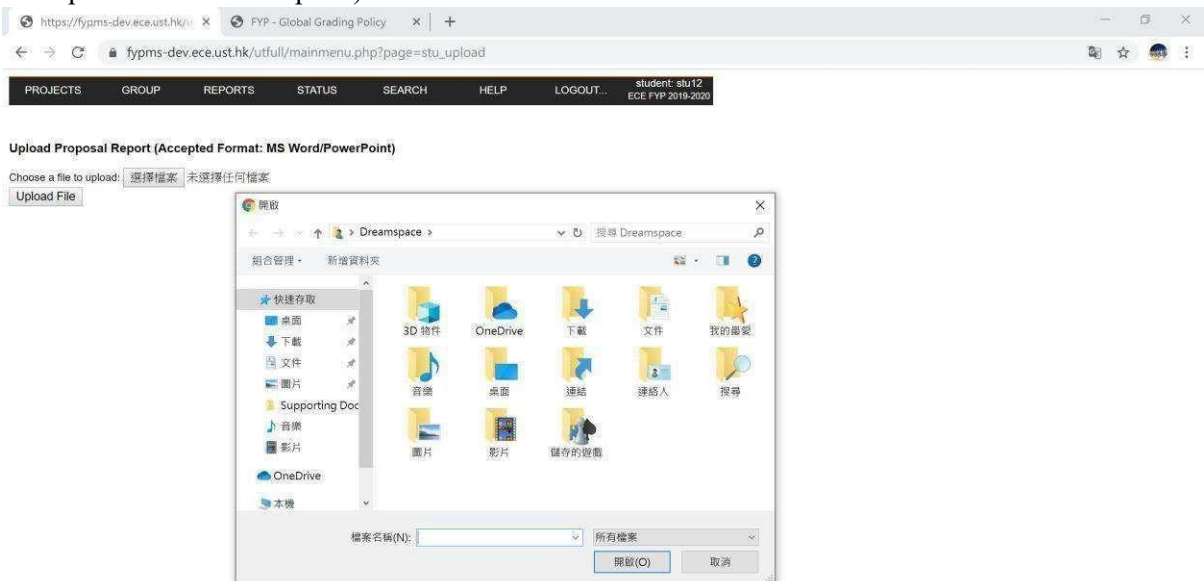 https://fypms-dev.ece.ust.hk/u
FYP - Global Grading Policy
fypms-dev.ece.ust.hk/utfull/mainmenu.php?page=stu_upload
PROJECTS GROUP REPORTS STATUS SEARCH HELP LOGOUT... student: stu12
ECE FYP 2019-2020
Upload Proposal Report (Accepted Format: MS Word/PowerPoint)
Choose a file to upload: 選擇檔案 未選擇任何檔案
Upload File
開啟
Dreamspace
搜尋 Dreamspace
組合管理
新增資料夾
快速存取
桌面
下載
文件
圖片
Supporting Doc
音樂
影片
OneDrive
本機
3D 物件 OneDrive 下載 文件 我的最愛
音樂 桌面 連結 連絡人 搜尋
圖片 影片 儲存的遊戲
檔案名稱(N):
所有檔案
開啟(O) 取消